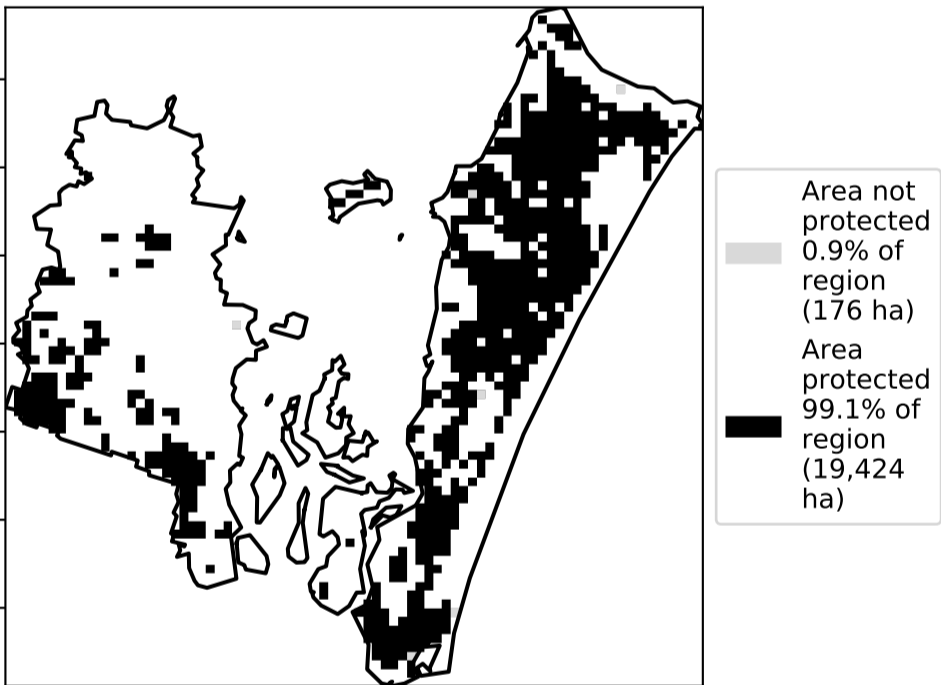 Area not
protected
0.9% of
region
(176 ha)
Area
protected
99.1% of
region
(19,424
ha)